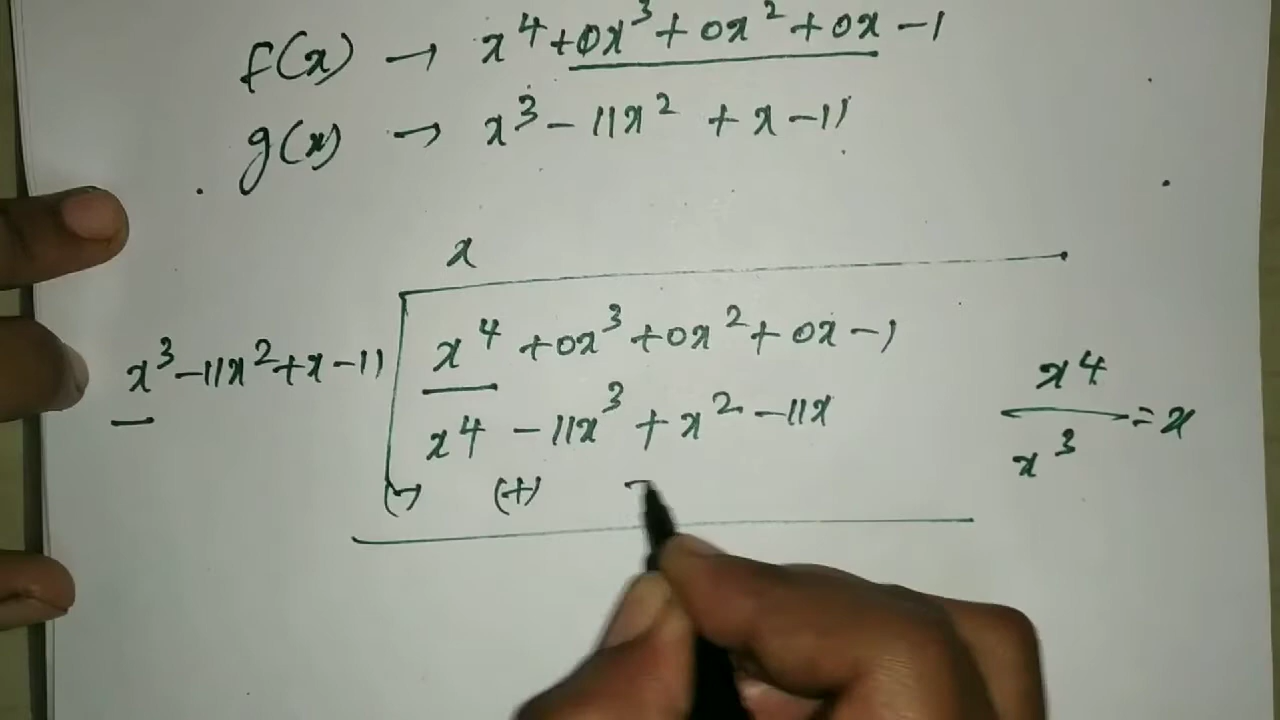 f(x) → x⁴ + 0x³ + 0x² + 0x − 1
g(x) → x³ − 11x² + x − 11
x
x³ − 11x² + x − 11 x⁴ + 0x³ + 0x² + 0x − 1
x⁴ − 11x³ + x² − 11x
x⁴ / x³ = x
(−) (+) −